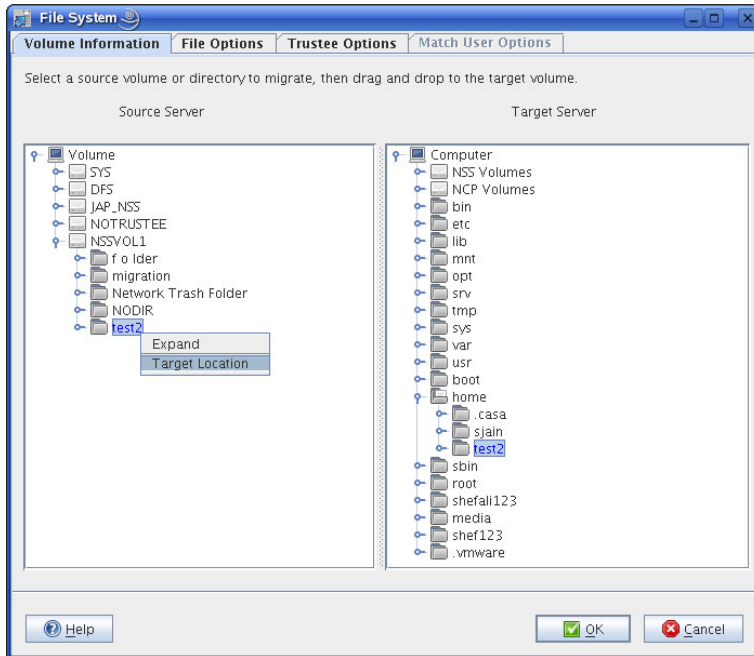 File System
Volume Information File Options Trustee Options Match User Options
Select a source volume or directory to migrate, then drag and drop to the target volume.
Source Server
Volume
SYS
DFS
JAP_NSS
NOTRUSTEE
NSSVOL1
f o lder
migration
Network Trash Folder
NODIR
test2
Expand
Target Location
Target Server
Computer
NSS Volumes
NCP Volumes
bin
etc
lib
mnt
opt
srv
tmp
sys
var
usr
boot
home
.casa
sjain
test2
sbin
root
shefali123
media
shef123
.vmware
Help
OK
Cancel